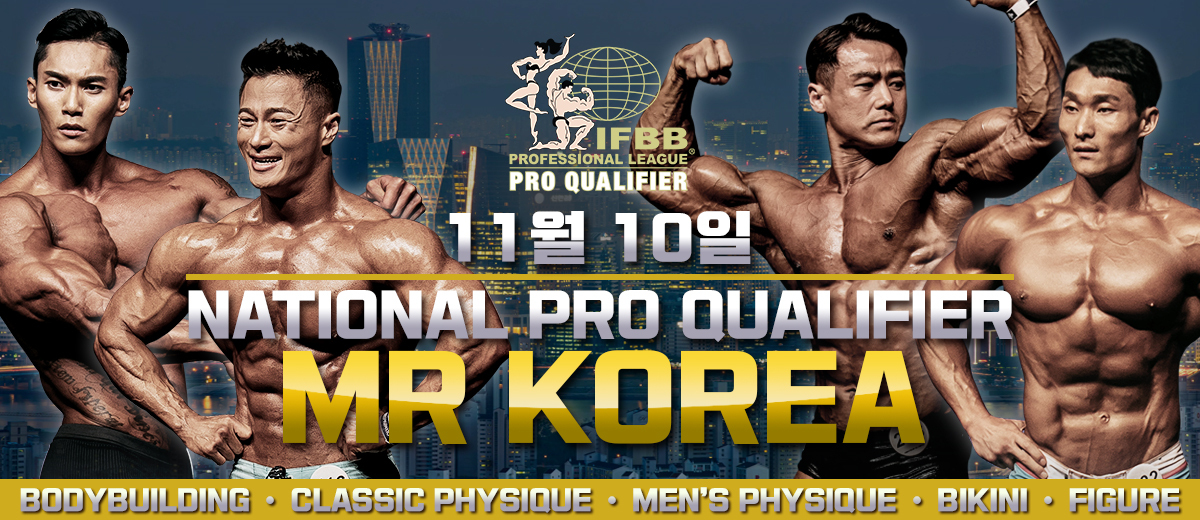 IFBB
PROFESSIONAL LEAGUE®
PRO QUALIFIER
11월 10일
NATIONAL PRO QUALIFIER
MR KOREA
BODYBUILDING • CLASSIC PHYSIQUE • MEN'S PHYSIQUE • BIKINI • FIGURE